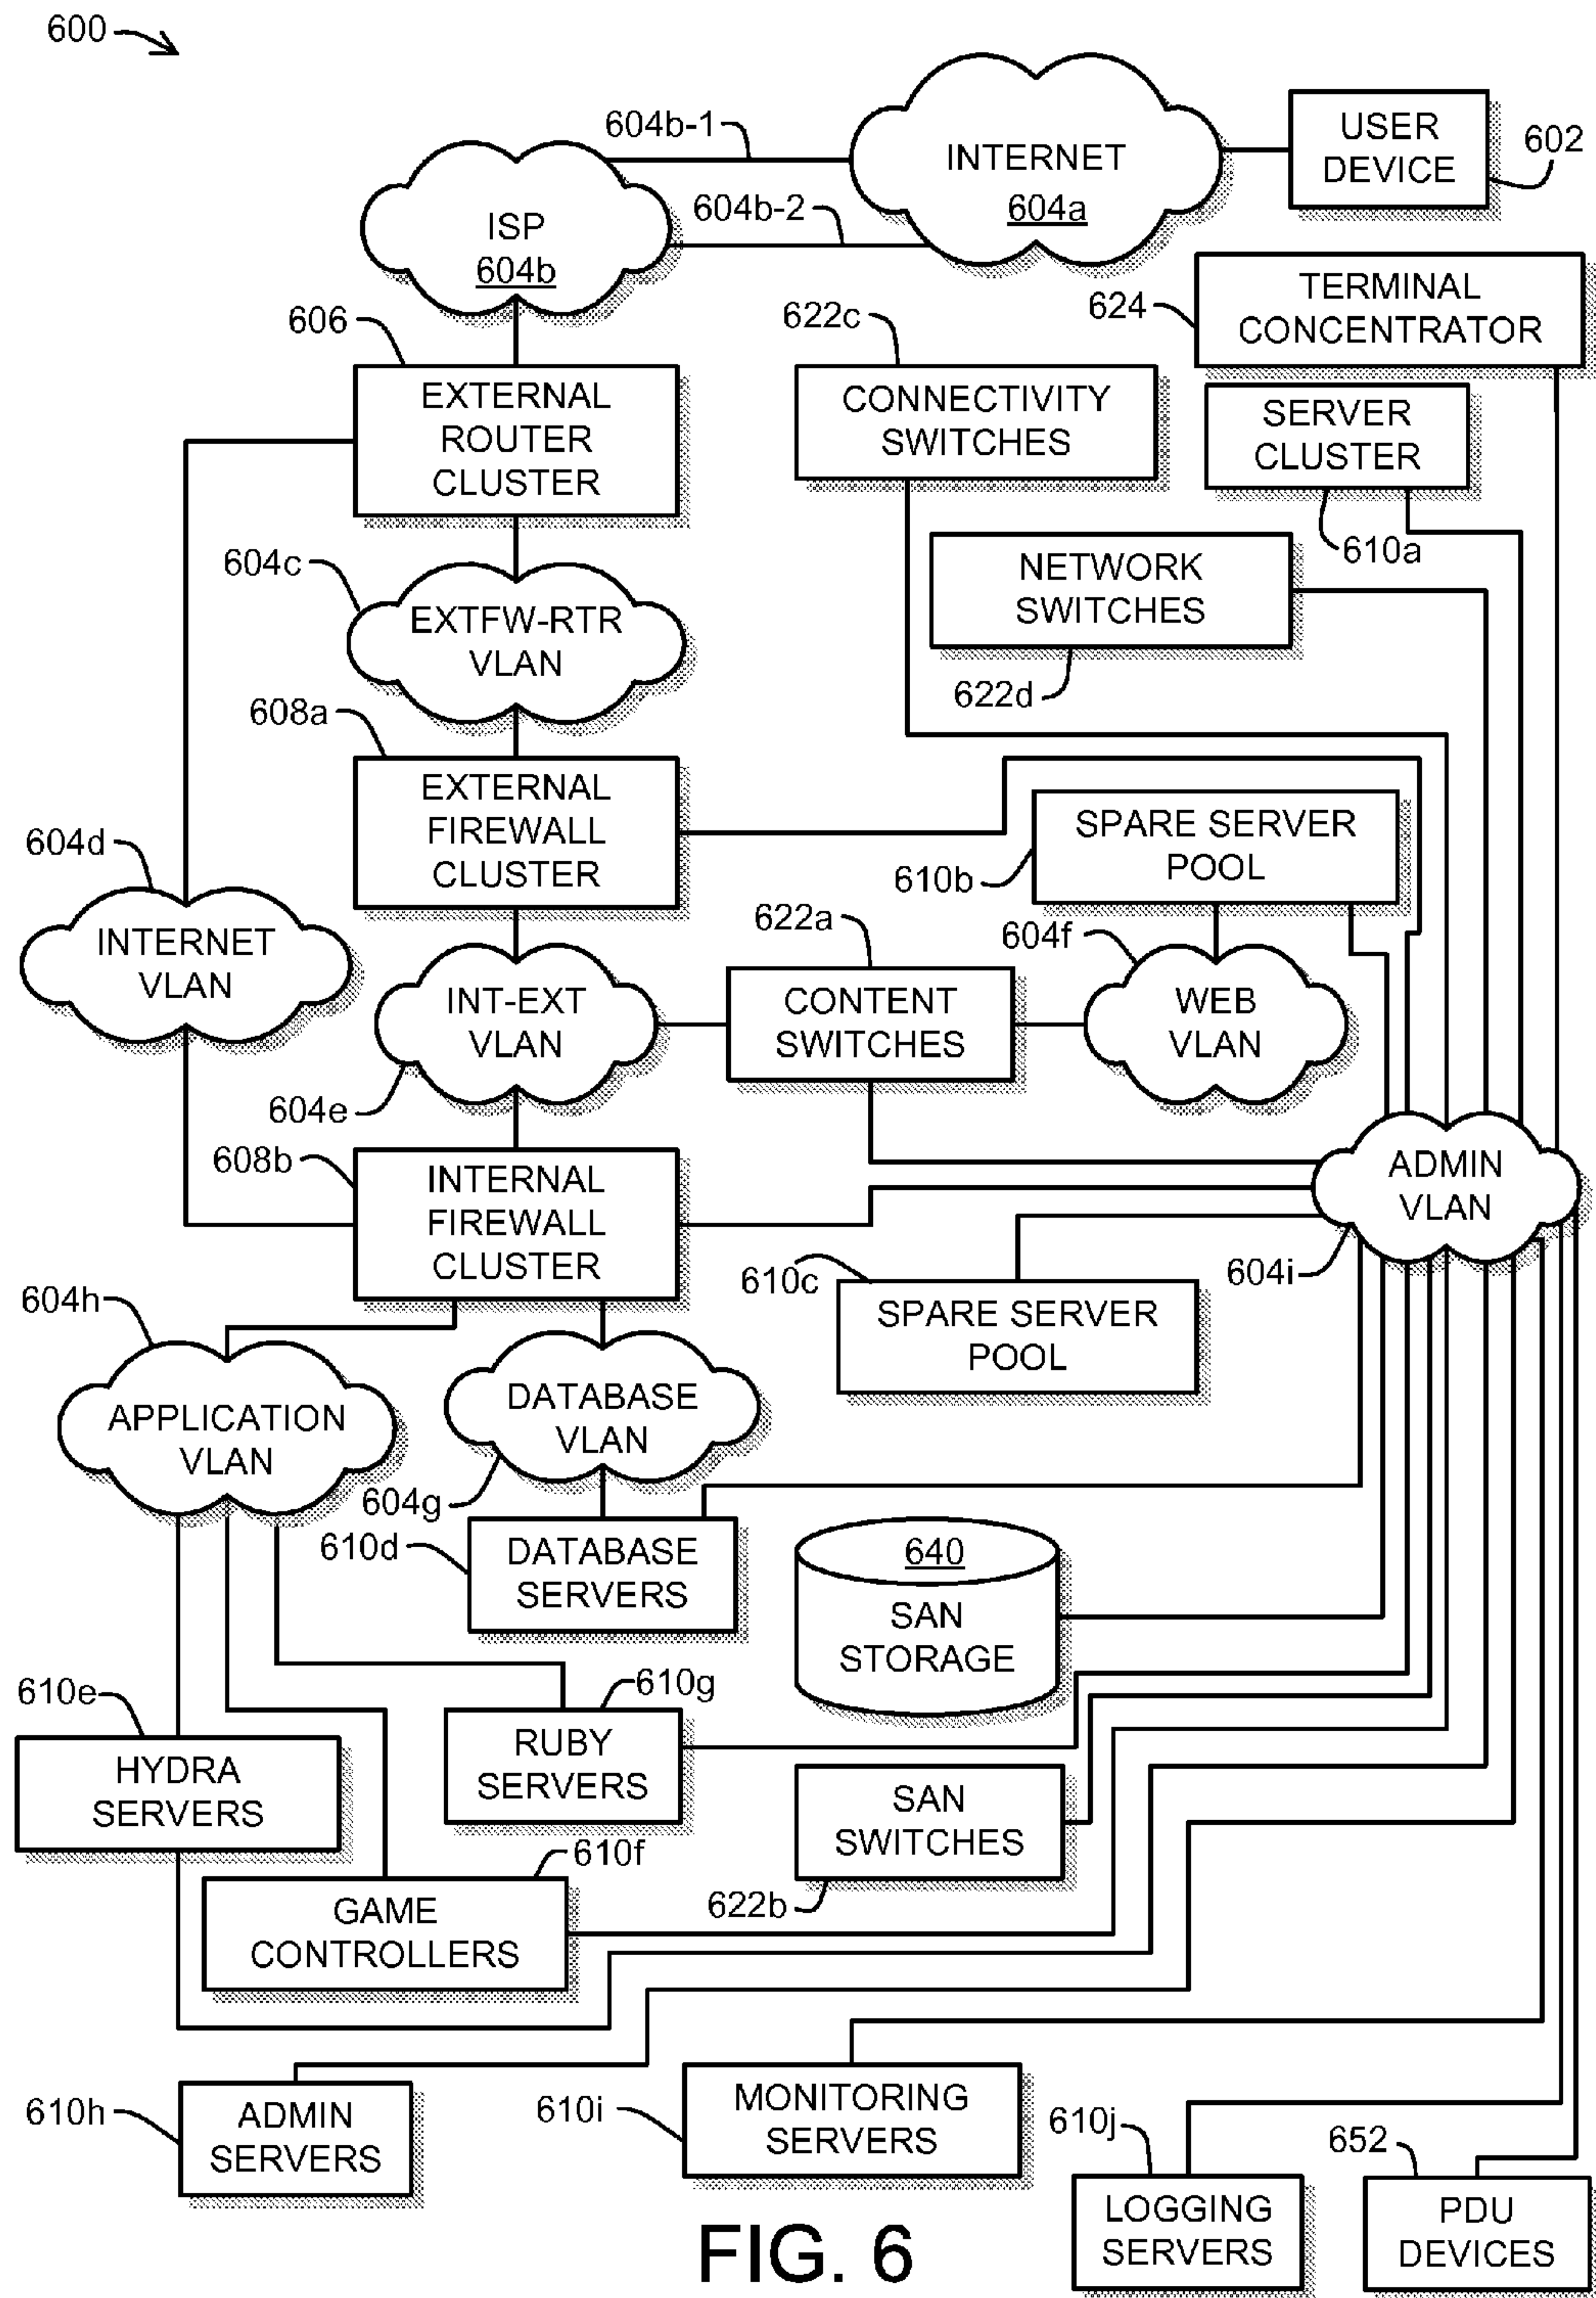 600
604b-1
INTERNET
604a
USER
DEVICE
602
ISP
604b
604b-2
606
622c
624
TERMINAL
CONCENTRATOR
EXTERNAL
ROUTER
CLUSTER
CONNECTIVITY
SWITCHES
SERVER
CLUSTER
610a
604c
EXTFW-RTR
VLAN
NETWORK
SWITCHES
622d
608a
EXTERNAL
FIREWALL
CLUSTER
SPARE SERVER
POOL
610b
604d
INTERNET
VLAN
622a
604f
INT-EXT
VLAN
604e
CONTENT
SWITCHES
WEB
VLAN
608b
INTERNAL
FIREWALL
CLUSTER
ADMIN
VLAN
604i
610c
SPARE SERVER
POOL
604h
APPLICATION
VLAN
DATABASE
VLAN
604g
610d
DATABASE
SERVERS
640
SAN
STORAGE
610e
HYDRA
SERVERS
610g
RUBY
SERVERS
SAN
SWITCHES
622b
610f
GAME
CONTROLLERS
610h
ADMIN
SERVERS
610i
MONITORING
SERVERS
610j
LOGGING
SERVERS
652
PDU
DEVICES
FIG. 6